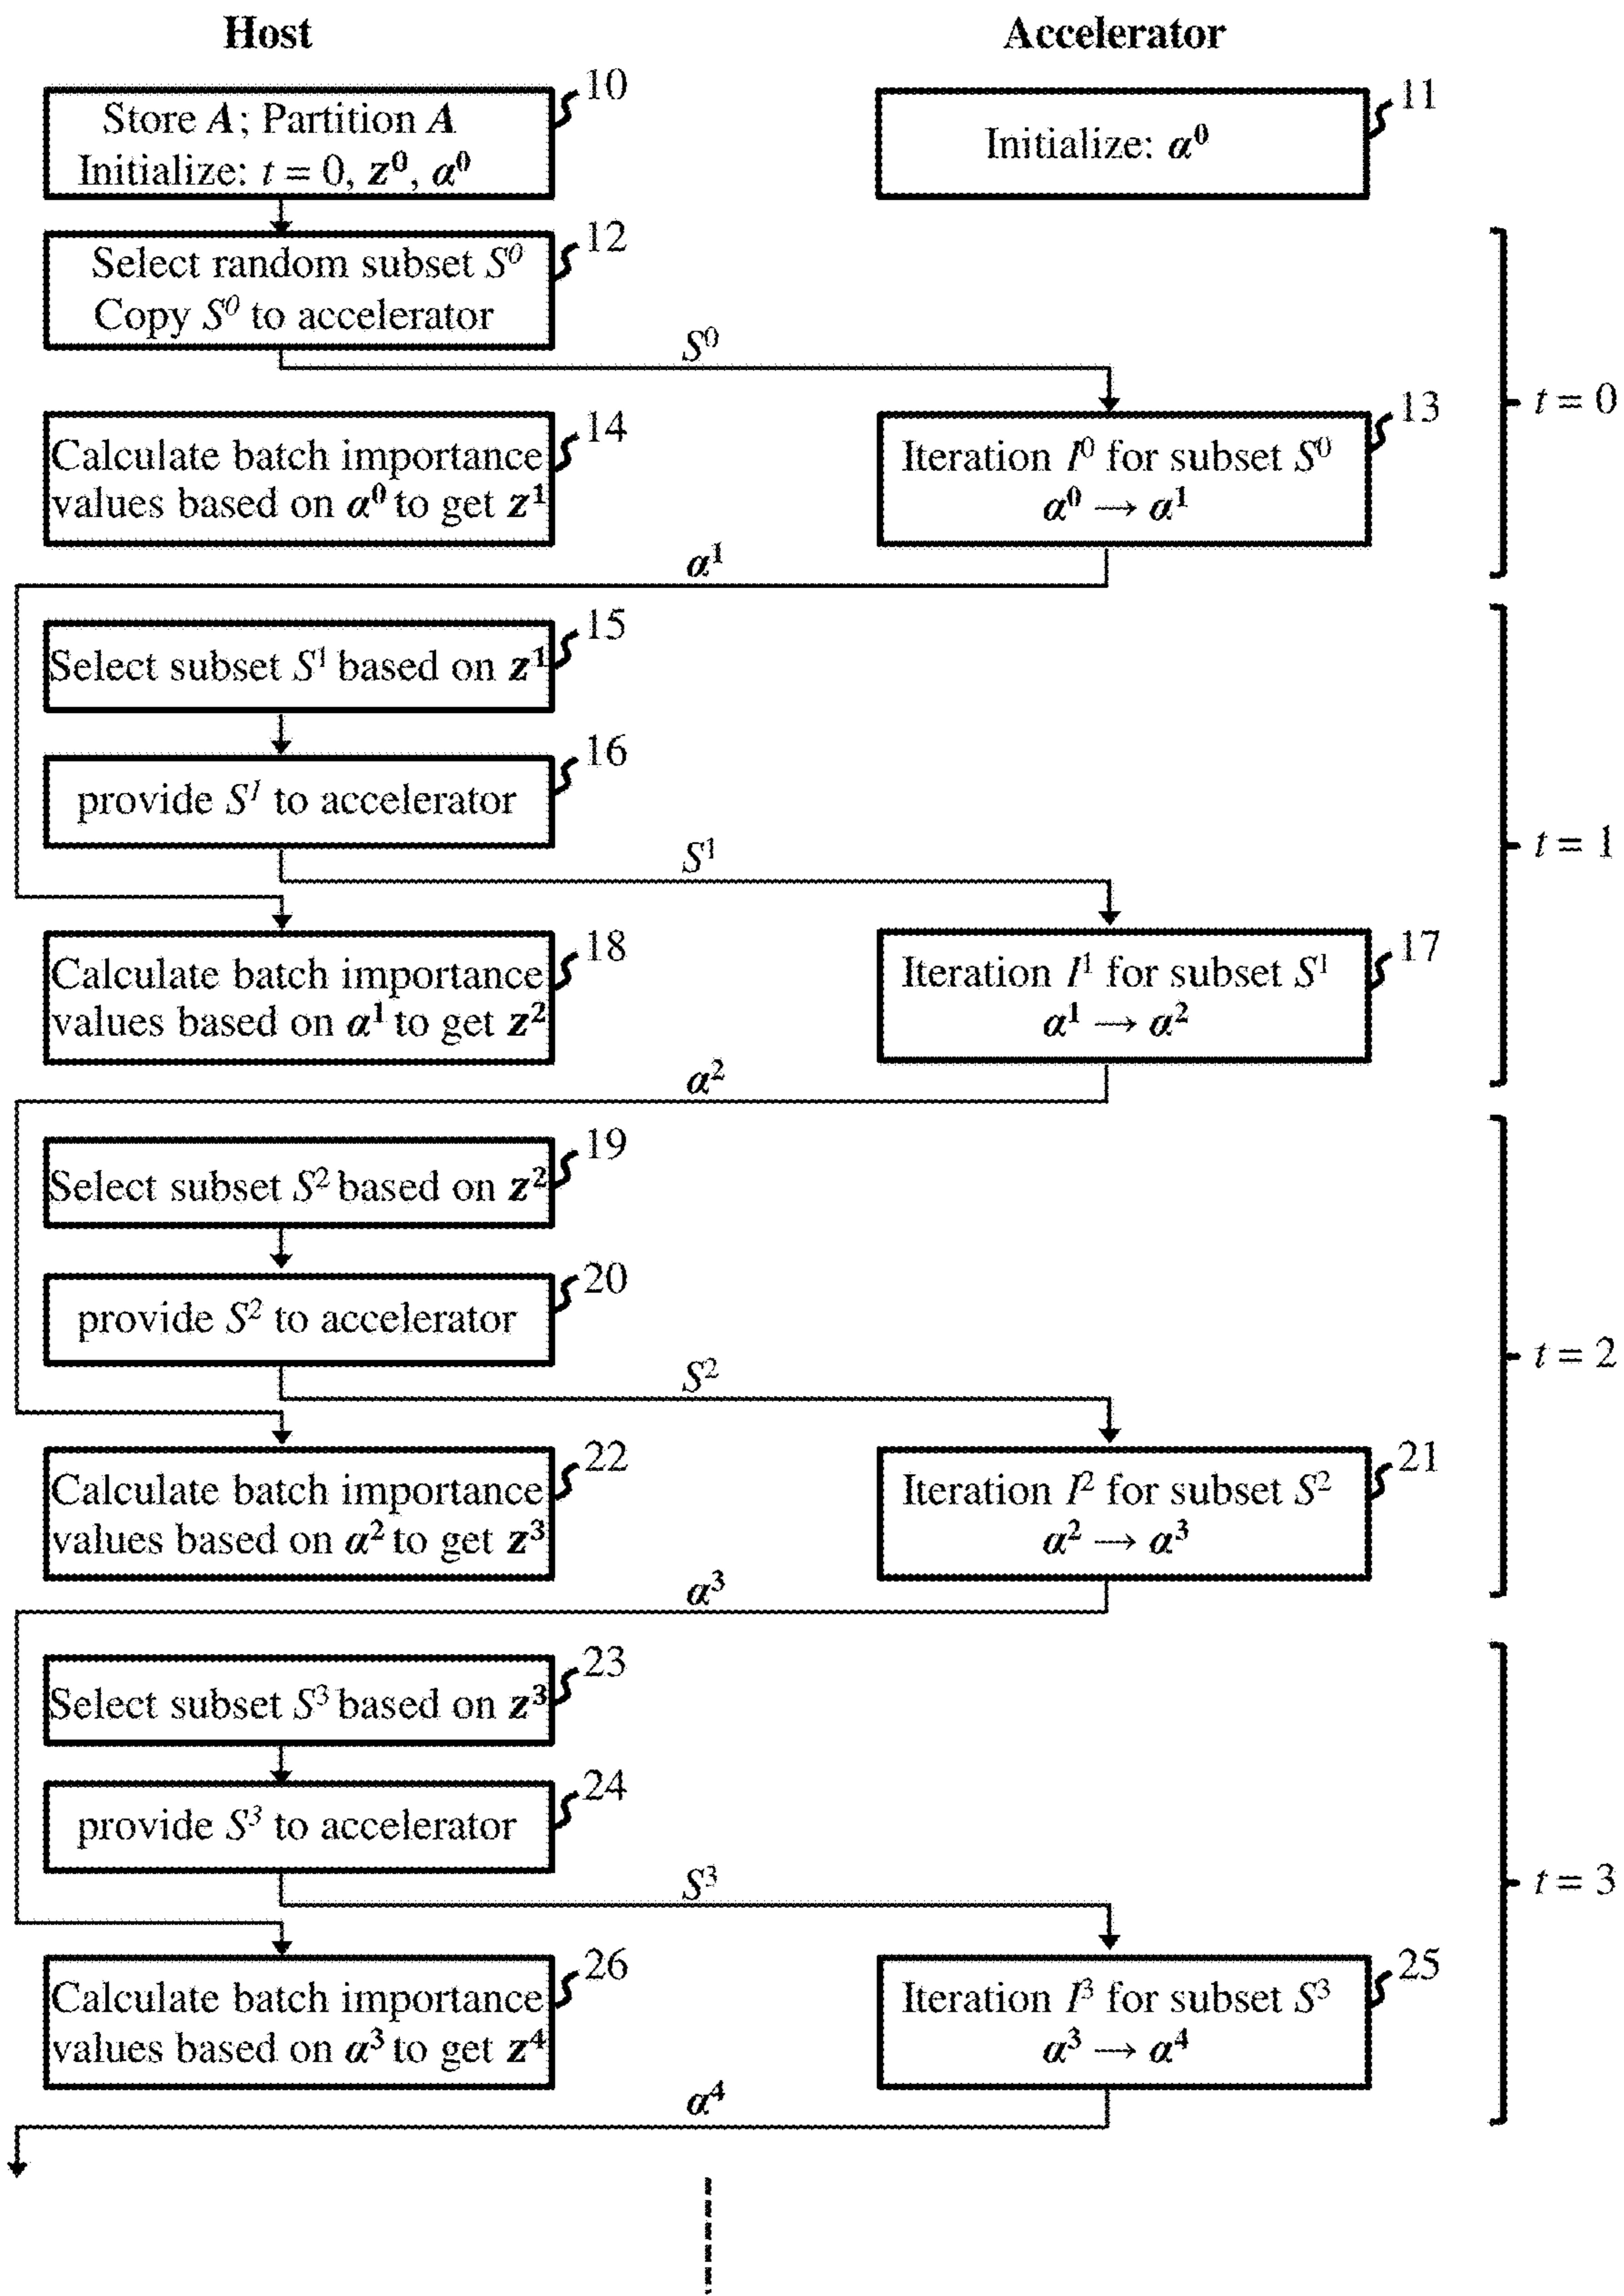 Host
Accelerator
10
Store A; Partition A
Initialize: t = 0, z⁰, α⁰
11
Initialize: α⁰
12
Select random subset S⁰
Copy S⁰ to accelerator
S⁰
t = 0
14
Calculate batch importance
values based on α⁰ to get z¹
13
Iteration I⁰ for subset S⁰
α⁰ → α¹
α¹
15
Select subset S¹ based on z¹
16
provide S¹ to accelerator
S¹
t = 1
18
Calculate batch importance
values based on α¹ to get z²
17
Iteration I¹ for subset S¹
α¹ → α²
α²
19
Select subset S² based on z²
20
provide S² to accelerator
S²
t = 2
22
Calculate batch importance
values based on α² to get z³
21
Iteration I² for subset S²
α² → α³
α³
23
Select subset S³ based on z³
24
provide S³ to accelerator
S³
t = 3
26
Calculate batch importance
values based on α³ to get z⁴
25
Iteration I³ for subset S³
α³ → α⁴
α⁴